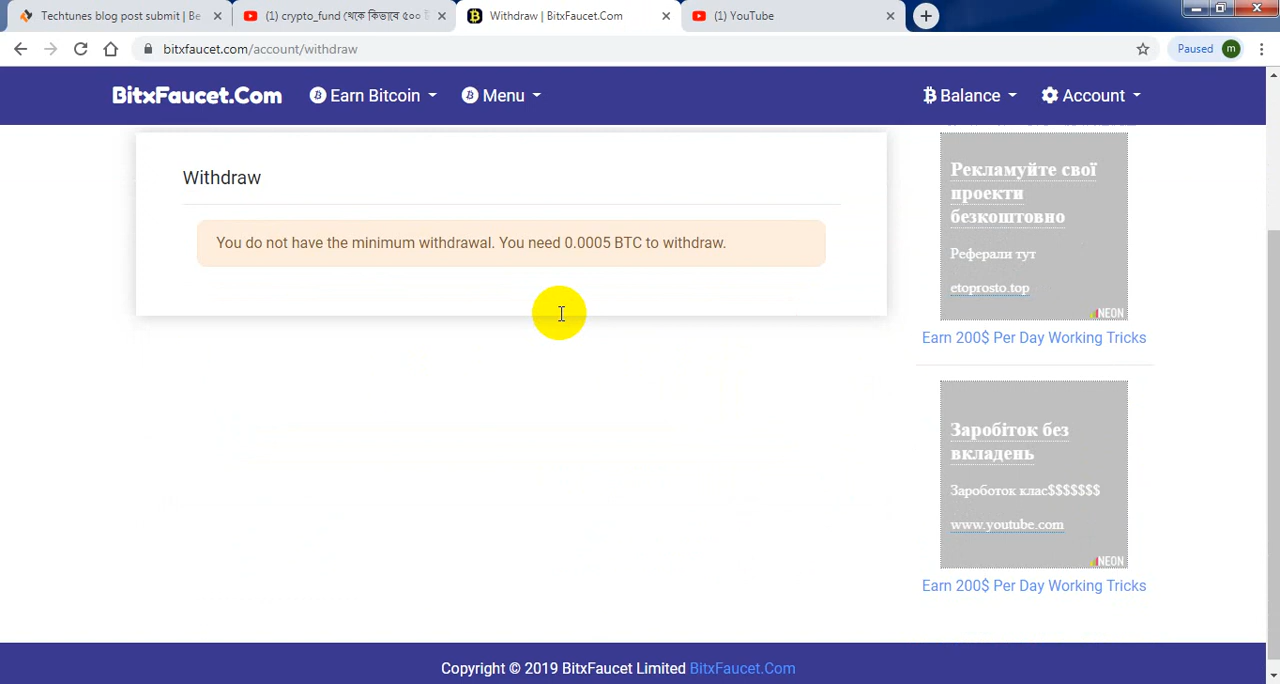 Techtunes blog post submit | Be
(1) crypto_fund থেকে কিভাবে ৫০০ ট
Withdraw | BitxFaucet.Com
(1) YouTube
bitxfaucet.com/account/withdraw
Paused
m
BitxFaucet.Com
Earn Bitcoin
Menu
Balance
Account
Withdraw
You do not have the minimum withdrawal. You need 0.0005 BTC to withdraw.
Рекламуйте свої
проекти
безкоштовно
Реферали тут
etoprosto.top
NEON
Earn 200$ Per Day Working Tricks
Заробіток без
вкладень
Зароботок клас$$$$$$$
www.youtube.com
NEON
Earn 200$ Per Day Working Tricks
Copyright © 2019 BitxFaucet Limited BitxFaucet.Com